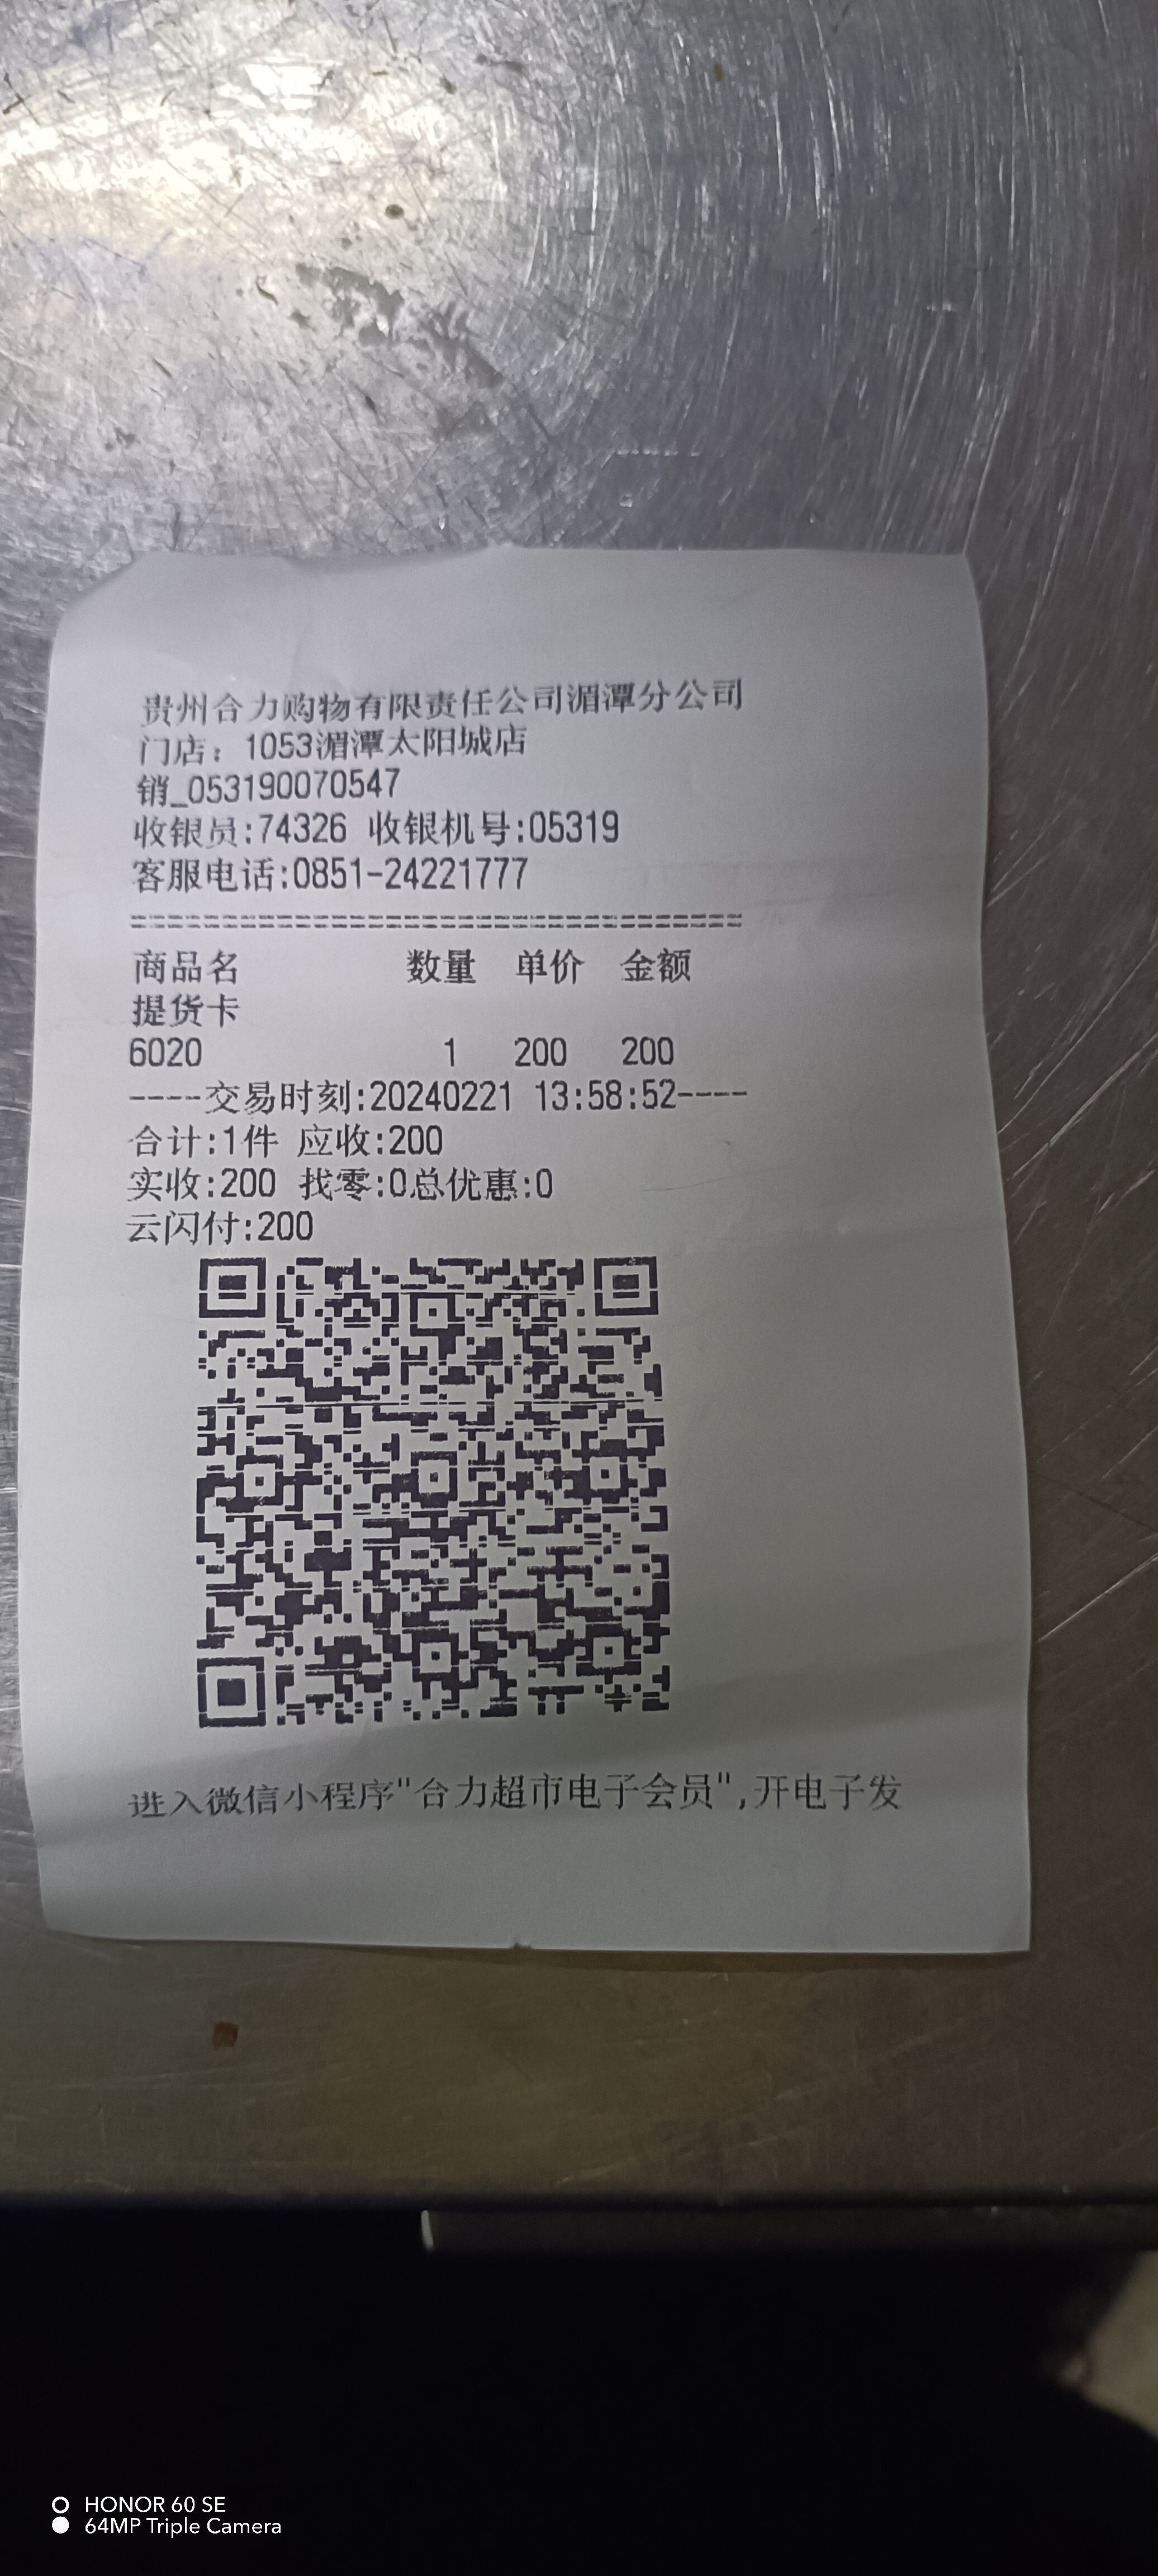 贵州合力购物有限责任公司湄潭分公司
门店：1053湄潭太阳城店
销_053190070547
收银员:74326 收银机号:05319
客服电话:0851-24221777
==================================
商品名 数量 单价 金额
提货卡
6020 1 200 200
----交易时刻:20240221 13:58:52----
合计:1件 应收:200
实收:200 找零:0总优惠:0
云闪付:200
进入微信小程序"合力超市电子会员",开电子发
HONOR 60 SE
64MP Triple Camera